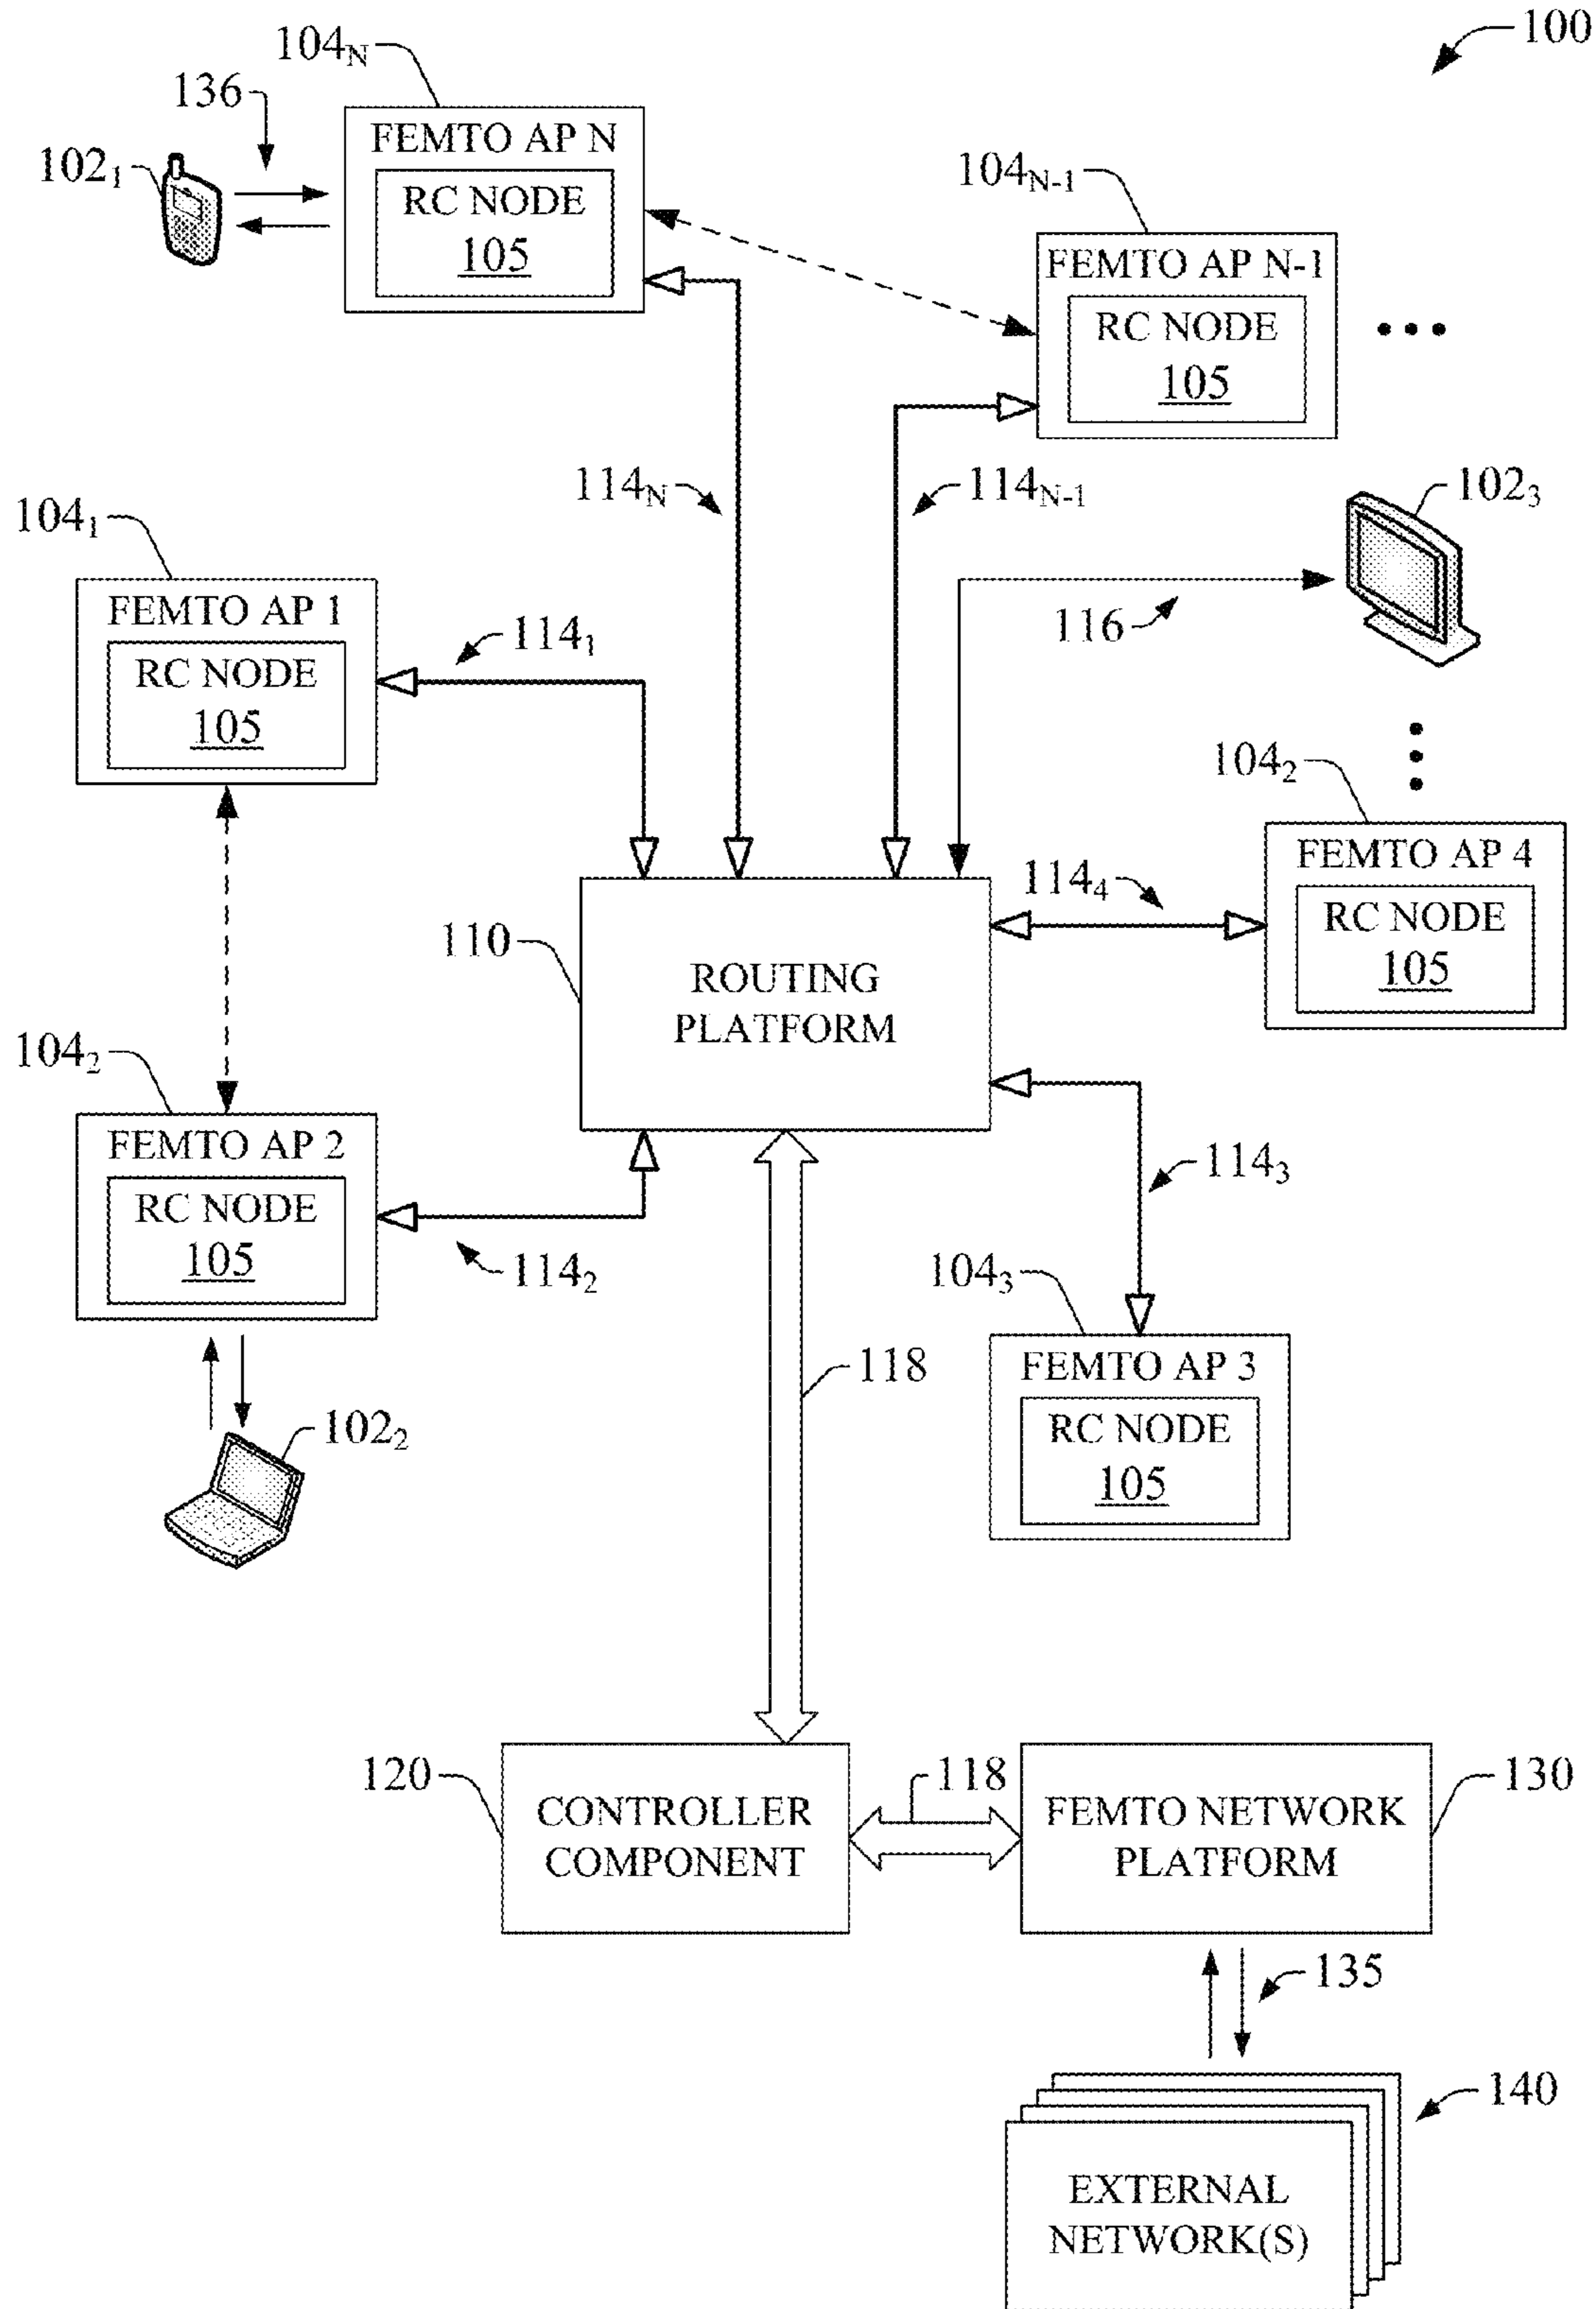 100
104N
136
FEMTO AP N
1021
RC NODE
105
104N-1
FEMTO AP N-1
RC NODE
105
114N
114N-1
1023
1041
FEMTO AP 1
1141
116
RC NODE
105
1042
FEMTO AP 4
1144
RC NODE
105
110
ROUTING
PLATFORM
1042
FEMTO AP 2
RC NODE
105
1142
1143
1043
FEMTO AP 3
118
RC NODE
105
1022
120
CONTROLLER
COMPONENT
118
FEMTO NETWORK
PLATFORM
130
135
140
EXTERNAL
NETWORK(S)